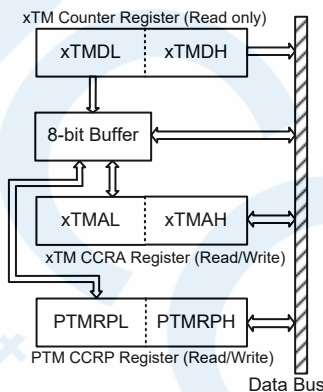 xTM Counter Register (Read only)
xTMDL xTMDH
8-bit Buffer
xTMAL xTMAH
xTM CCRA Register (Read/Write)
PTMRPL PTMRPH
PTM CCRP Register (Read/Write)
Data Bus